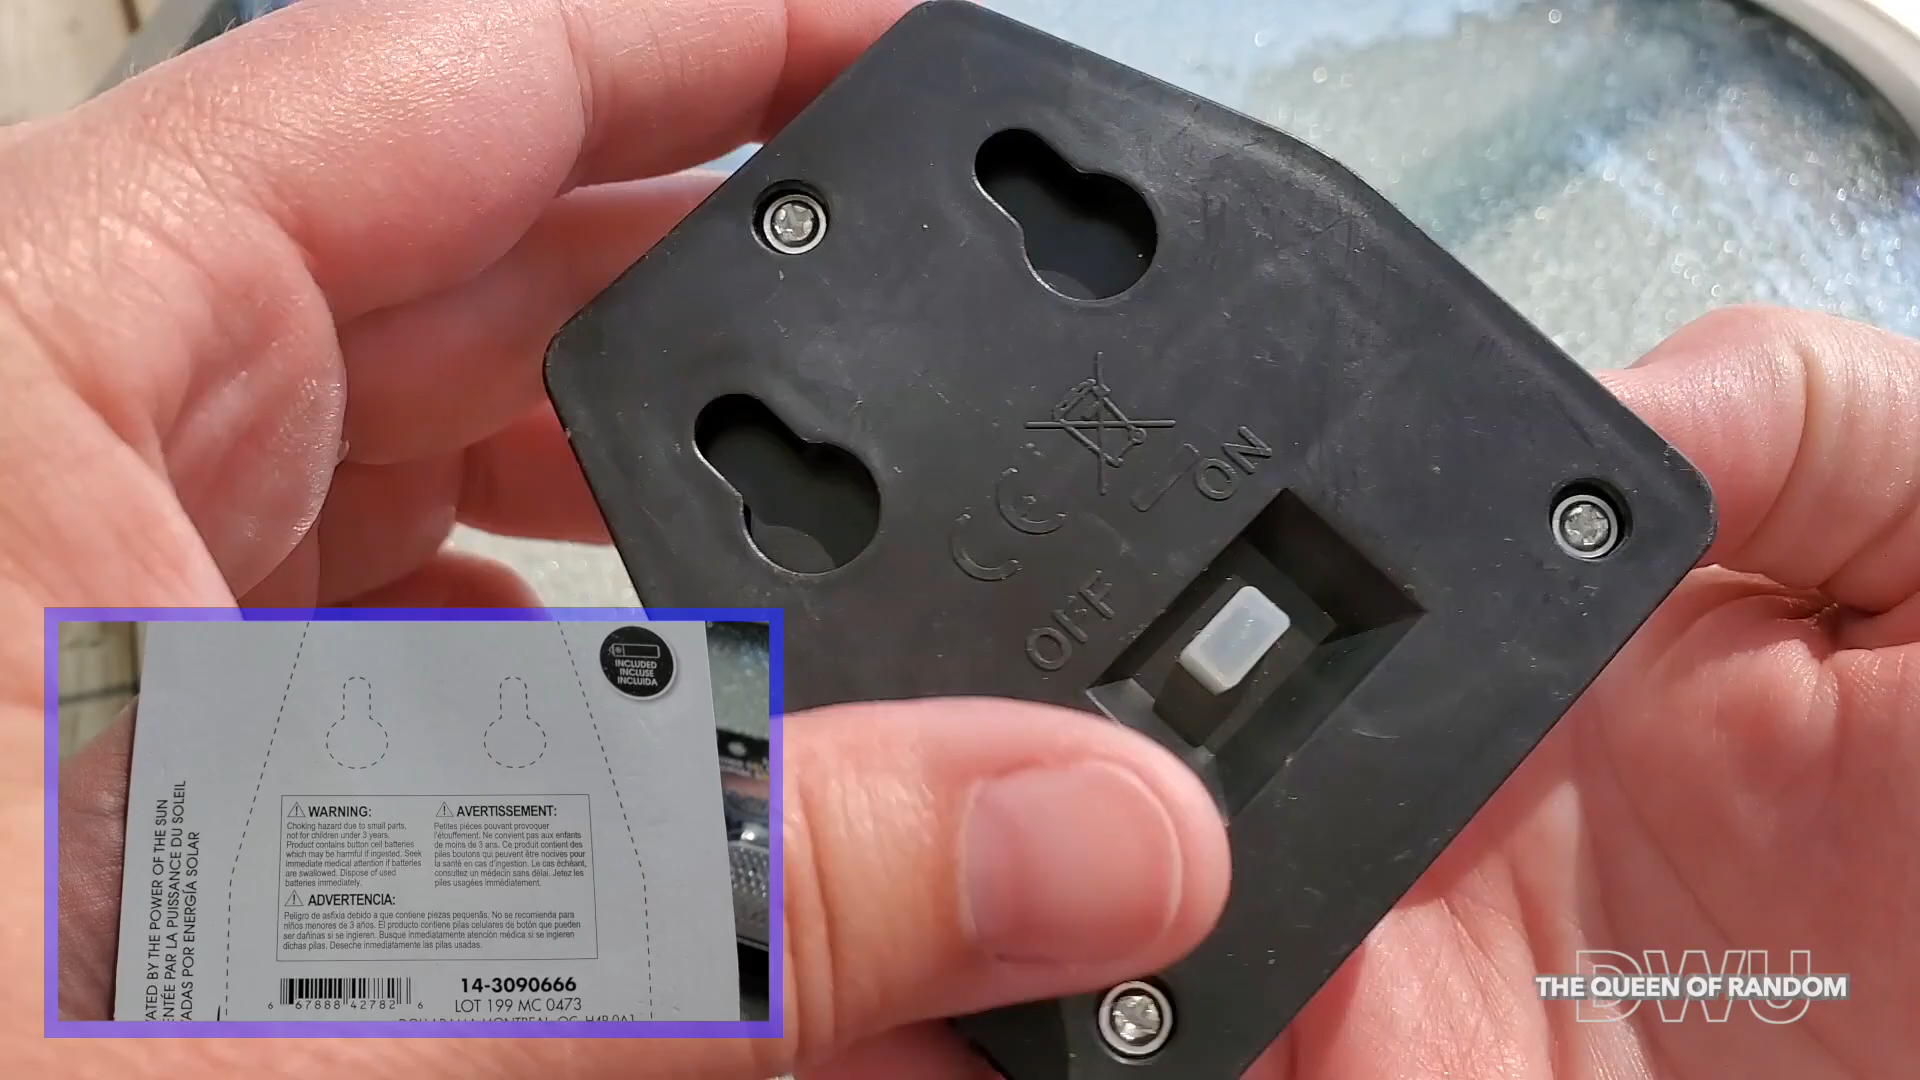 ON
CE
OFF
INCLUDED
INCLUSE
INCLUIDA
ATED BY THE POWER OF THE SUN
ENTÉE PAR LA PUISSANCE DU SOLEIL
ADAS POR ENERGÍA SOLAR
WARNING:
Choking hazard due to small parts,
not for children under 3 years.
Product contains button cell batteries
which may be harmful if ingested. Seek
immediate medical attention if batteries
are swallowed. Dispose of used
batteries immediately.
AVERTISSEMENT:
Petites pièces pouvant provoquer
l'étouffement. Ne convient pas aux enfants
de moins de 3 ans. Ce produit contient des
piles boutons qui peuvent être nocives pour
la santé en cas d'ingestion. Le cas échéant,
consultez un médecin sans délai. Jetez les
piles usagées immédiatement.
ADVERTENCIA:
Peligro de asfixia debido a que contiene piezas pequeñas. No se recomienda para
niños menores de 3 años. El producto contiene pilas celulares de botón que pueden
ser dañinas si se ingieren. Busque inmediatamente atención médica si se ingieren
dichas pilas. Deseche inmediatamente las pilas usadas.
6 67888 42782 6
14-3090666
LOT 199 MC 0473
DOLLARAMA MONTREAL, QC, H4P 0A1
DWU
THE QUEEN OF RANDOM